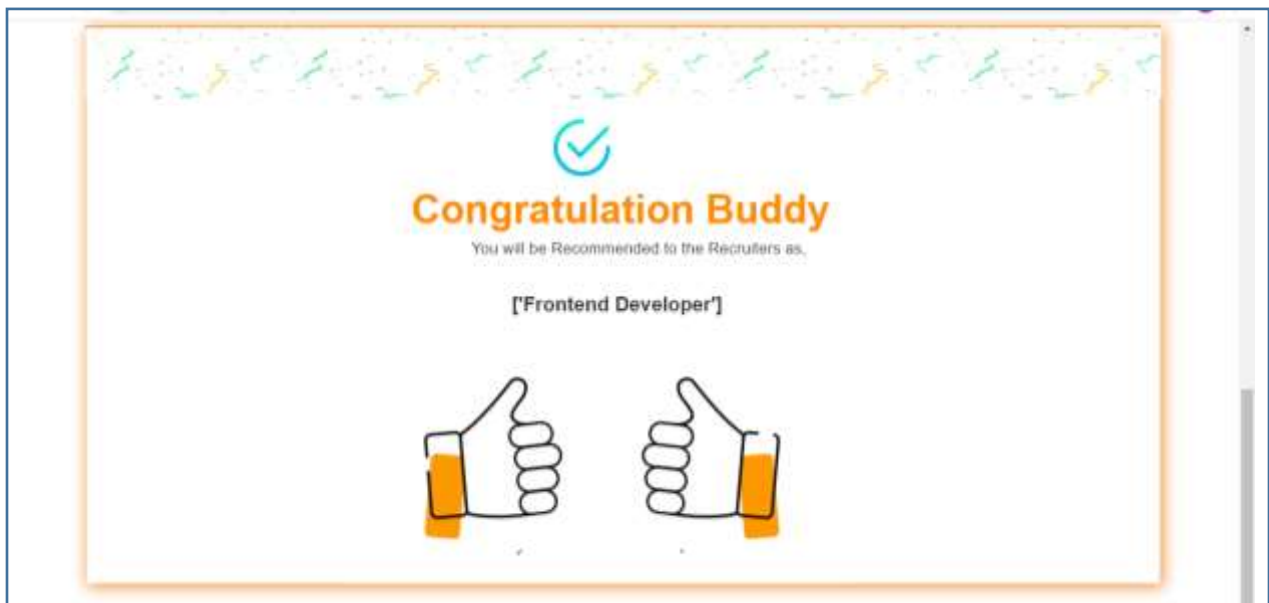 Congratulation Buddy
You will be Recommended to the Recruiters as,
['Frontend Developer']